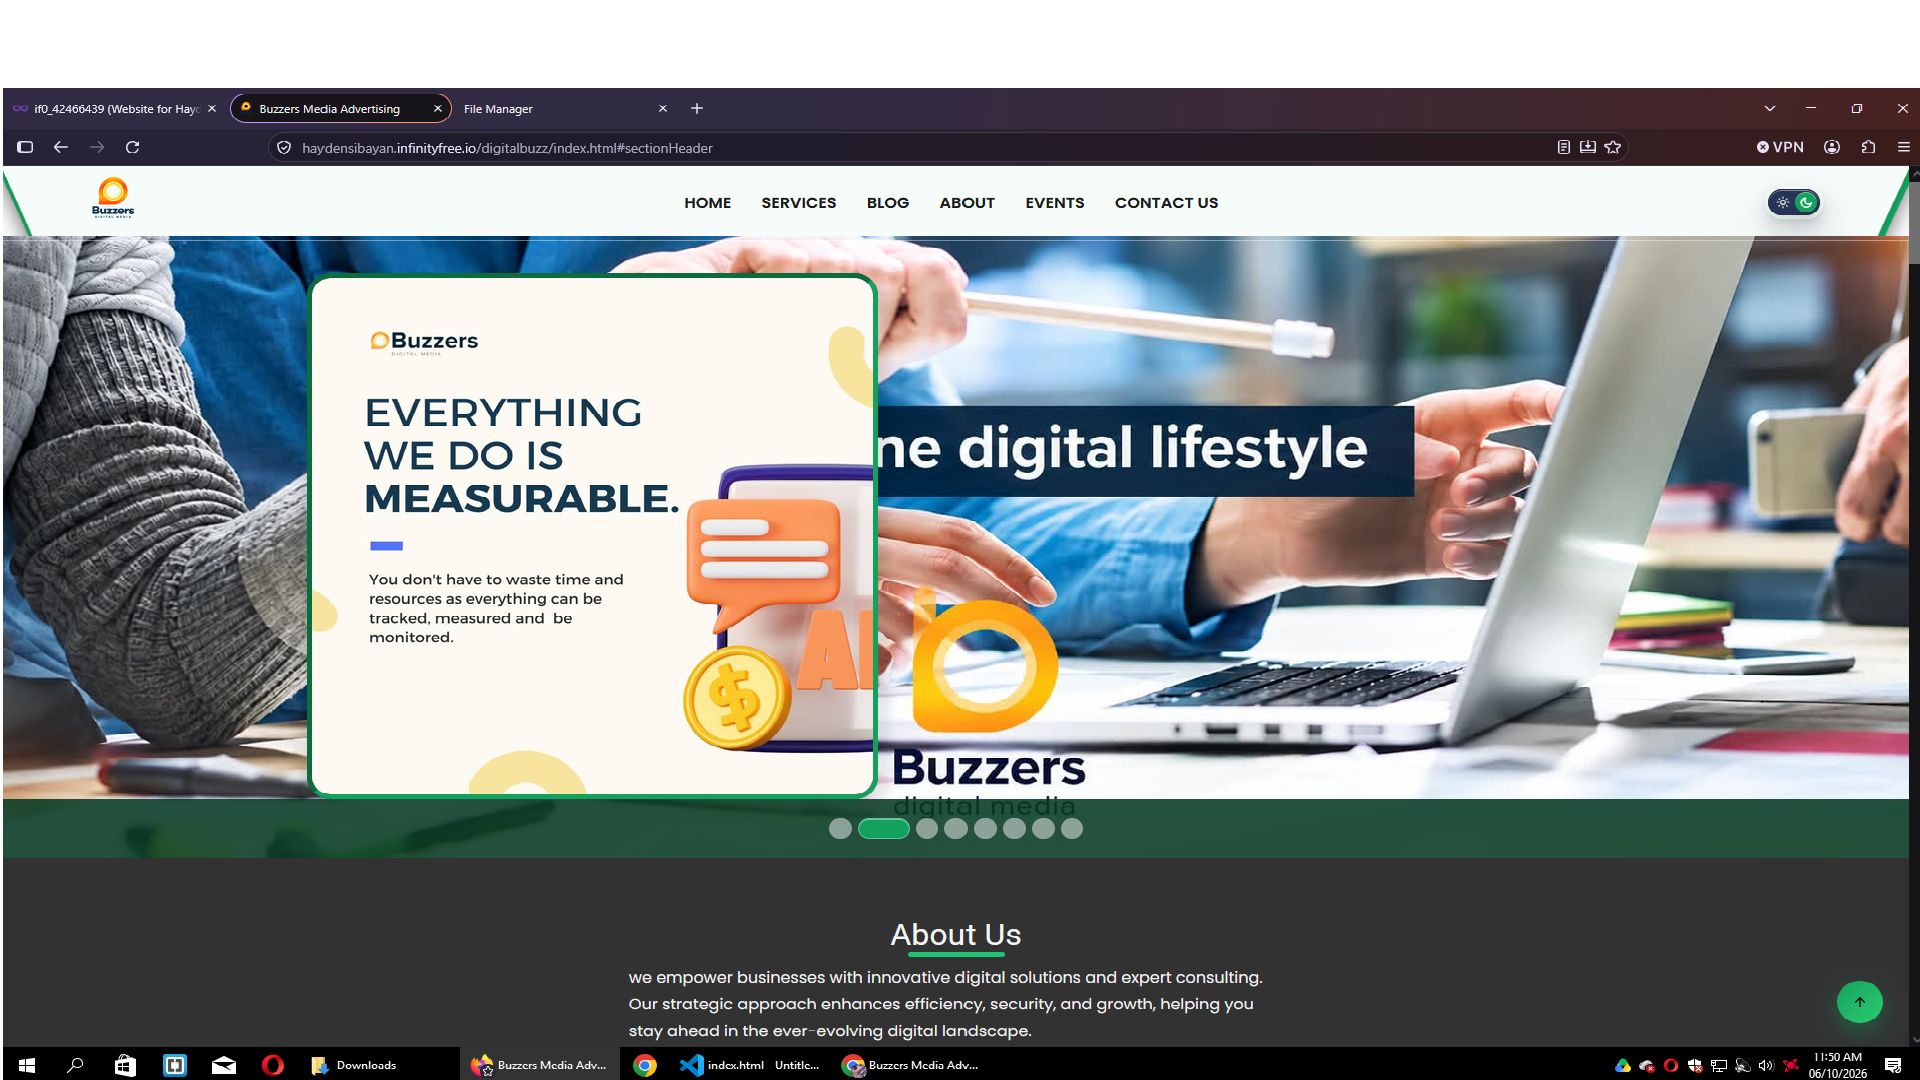 if0_42466439 (Website for Hayd
Buzzers Media Advertising
File Manager
haydensibayan.infinityfree.io/digitalbuzz/index.html#sectionHeader
VPN
Buzzers
DIGITAL MEDIA
HOME
SERVICES
BLOG
ABOUT
EVENTS
CONTACT US
Buzzers
DIGITAL MEDIA
EVERYTHING
WE DO IS
MEASURABLE.
You don't have to waste time and
resources as everything can be
tracked, measured and be
monitored.
ne digital lifestyle
Buzzers
digital media
About Us
we empower businesses with innovative digital solutions and expert consulting.
Our strategic approach enhances efficiency, security, and growth, helping you
stay ahead in the ever-evolving digital landscape.
Downloads
Buzzers Media Adv...
index.html
Untitle...
Buzzers Media Adv...
11:50 AM
06/10/2026